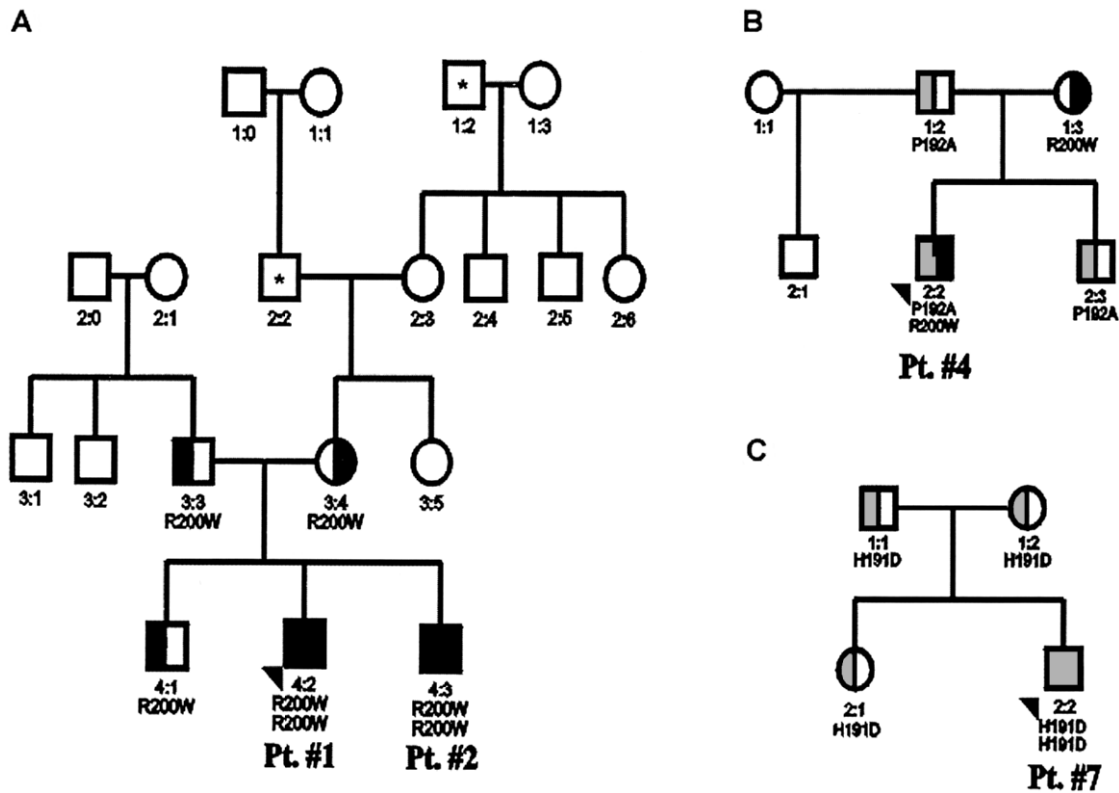 A
*
1:0
1:1
1:2
1:3
*
2:0
2:1
2:2
2:3
2:4
2:5
2:6
3:1
3:2
3:3
R200W
3:4
R200W
3:5
4:1
R200W
4:2
R200W
R200W
Pt. #1
4:3
R200W
R200W
Pt. #2
B
1:1
1:2
P192A
1:3
R200W
2:1
2:2
P192A
R200W
Pt. #4
2:3
P192A
C
1:1
H191D
1:2
H191D
2:1
H191D
2:2
H191D
H191D
Pt. #7